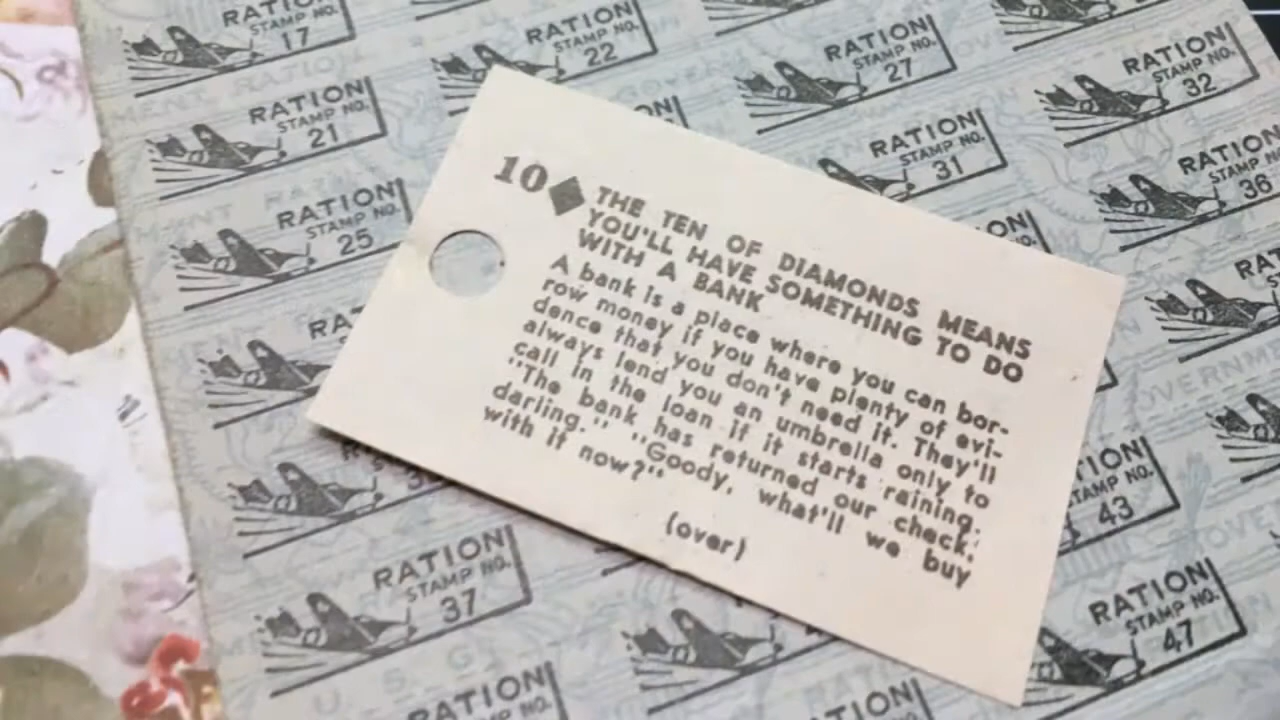 RATION
STAMP NO.
17
STAMP NO.
22
RATION
STAMP NO.
27
RATION
STAMP NO.
32
RATION
STAMP NO.
21
RATION
STAMP NO.
31
RATION
STAMP NO.
36
RATION
STAMP NO.
25
10♦
THE TEN OF DIAMONDS MEANS
YOU'LL HAVE SOMETHING TO DO
WITH A BANK
A bank is a place where you can bor-
row money if you have plenty of evi-
dence that you don't need it. They'll
always lend you an umbrella only to
call in the loan if it starts raining.
"The bank has returned our check,
darling." "Goody, what'll we buy
with it now?"
(over)
43
RATION
STAMP NO.
37
RATION
STAMP NO.
47
RATION
RATION